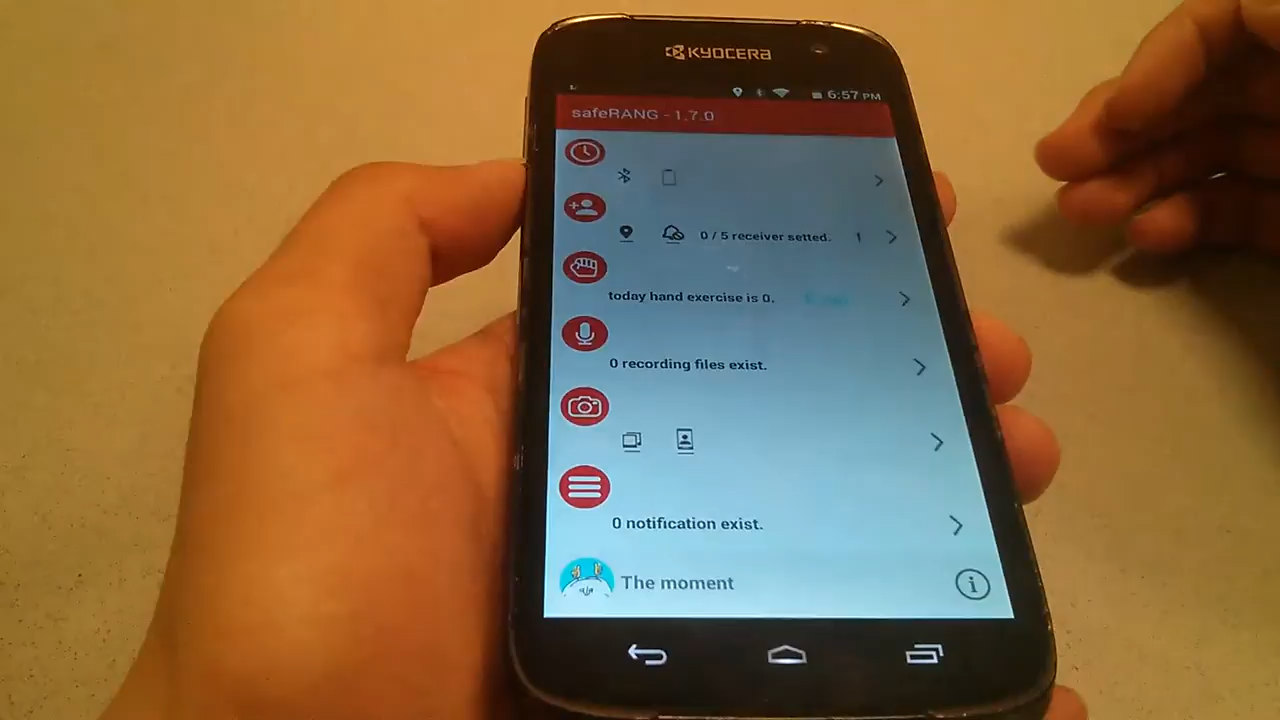 KYOCERA
6:57 PM
safeRANG - 1.7.0
0 / 5 receiver setted.
today hand exercise is 0.
0 recording files exist.
0 notification exist.
The moment